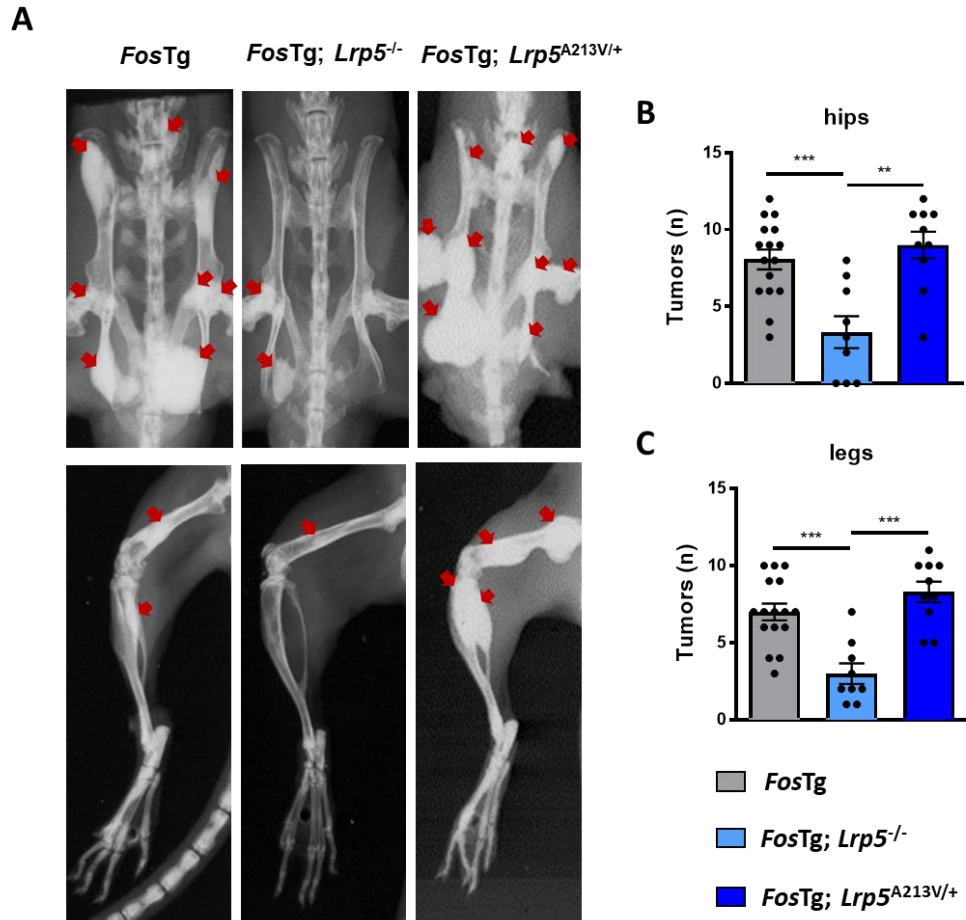 A
FosTg
FosTg; Lrp5-/-
FosTg; Lrp5A213V/+
B
hips
Tumors (n)
15
10
5
0
***
**
C
legs
Tumors (n)
15
10
5
0
***
***
FosTg
FosTg; Lrp5-/-
FosTg; Lrp5A213V/+